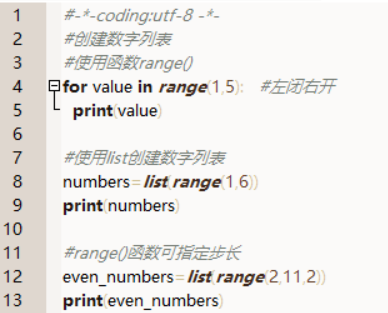 1 #-*-coding:utf-8 -*-
2 #创建数字列表
3 #使用函数range()
4 for value in range(1,5): #左闭右开
5 print(value)
6
7 #使用list创建数字列表
8 numbers=list(range(1,6))
9 print(numbers)
10
11 #range()函数可指定步长
12 even_numbers=list(range(2,11,2))
13 print(even_numbers)